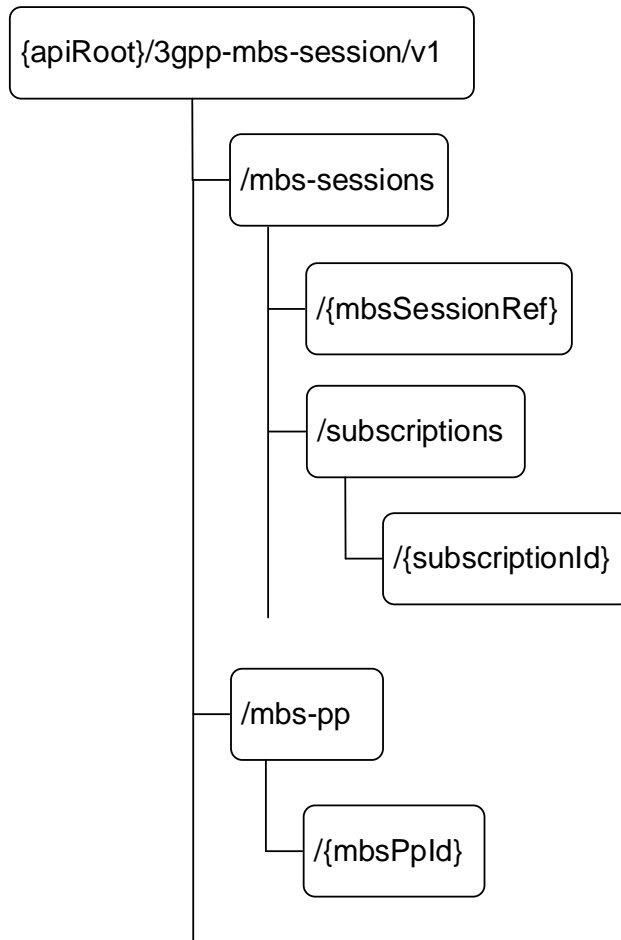 {apiRoot}/3gpp-mbs-session/v1
/mbs-sessions
/{mbsSessionRef}
/subscriptions
/{subscriptionId}
/mbs-pp
/{mbsPpId}